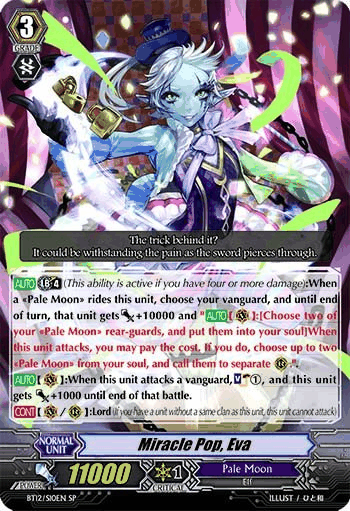 3
GRADE
The trick behind it?
It could be withstanding the pain as the sword pierces through.
AUTO LB4 (This ability is active if you have four or more damage):When
a «Pale Moon» rides this unit, choose your vanguard, and until end
of turn, that unit gets +10000 and "AUTO[ ]:[Choose two of
your «Pale Moon» rear-guards, and put them into your soul]When
this unit attacks, you may pay the cost. If you do, choose up to two
«Pale Moon» from your soul, and call them to separate .".
AUTO[ ]:When this unit attacks a vanguard, V ①, and this unit
gets +1000 until end of that battle.
CONT[ / ]:Lord (If you have a unit without a same clan as this unit, this unit cannot attack)
NORMAL UNIT
Miracle Pop, Eva
POWER 11000 1 CRITICAL
Pale Moon
Elf
BT12/S10EN SP
ILLUST / ひと和